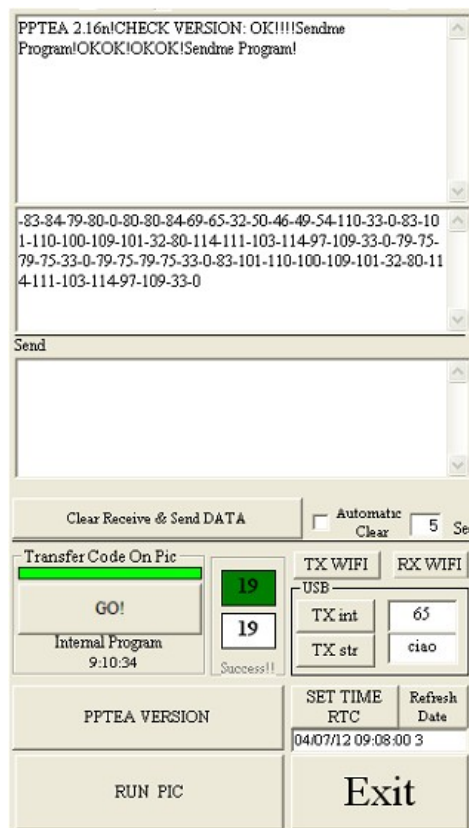 PPTEA 2.16n!CHECK VERSION: OK!!!!Sendme
Program!OKOK!OKOK!Sendme Program!
-83-84-79-80-0-80-80-84-69-65-32-50-46-49-54-110-33-0-83-10
1-110-100-109-101-32-80-114-111-103-114-97-109-33-0-79-75-
79-75-33-0-79-75-79-75-33-0-83-101-110-100-109-101-32-80-11
4-111-103-114-97-109-33-0
Send
Clear Receive & Send DATA
Automatic
Clear
5
Se
Transfer Code On Pic
GO!
Internal Program
9:10:34
19
19
Success!!
TX WIFI
RX WIFI
USB
TX int
65
TX str
ciao
PPTEA VERSION
SET TIME
RTC
Refresh
Date
04/07/12 09:08:00 3
RUN PIC
Exit